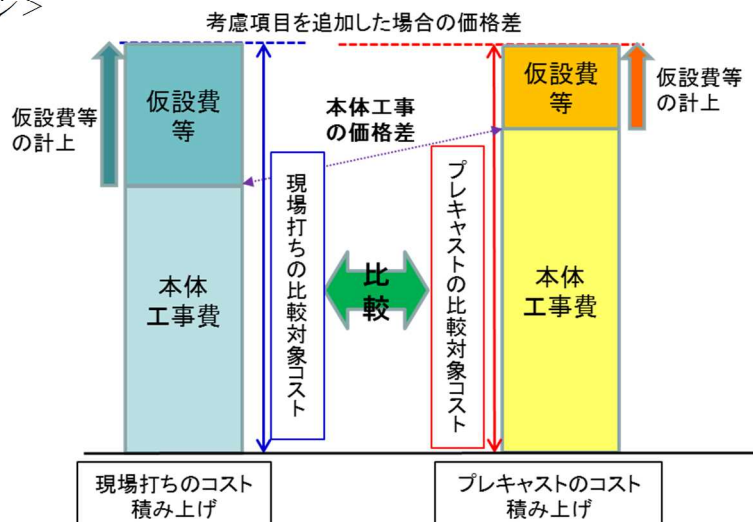 ジ>
考慮項目を追加した場合の価格差
仮設費等
の計上
仮設費
等
本体工事
の価格差
仮設費
等
仮設費等
の計上
現場打ちの比較対象コスト
比較
プレキャストの比較対象コスト
本体
工事費
本体
工事費
現場打ちのコスト
積み上げ
プレキャストのコスト
積み上げ